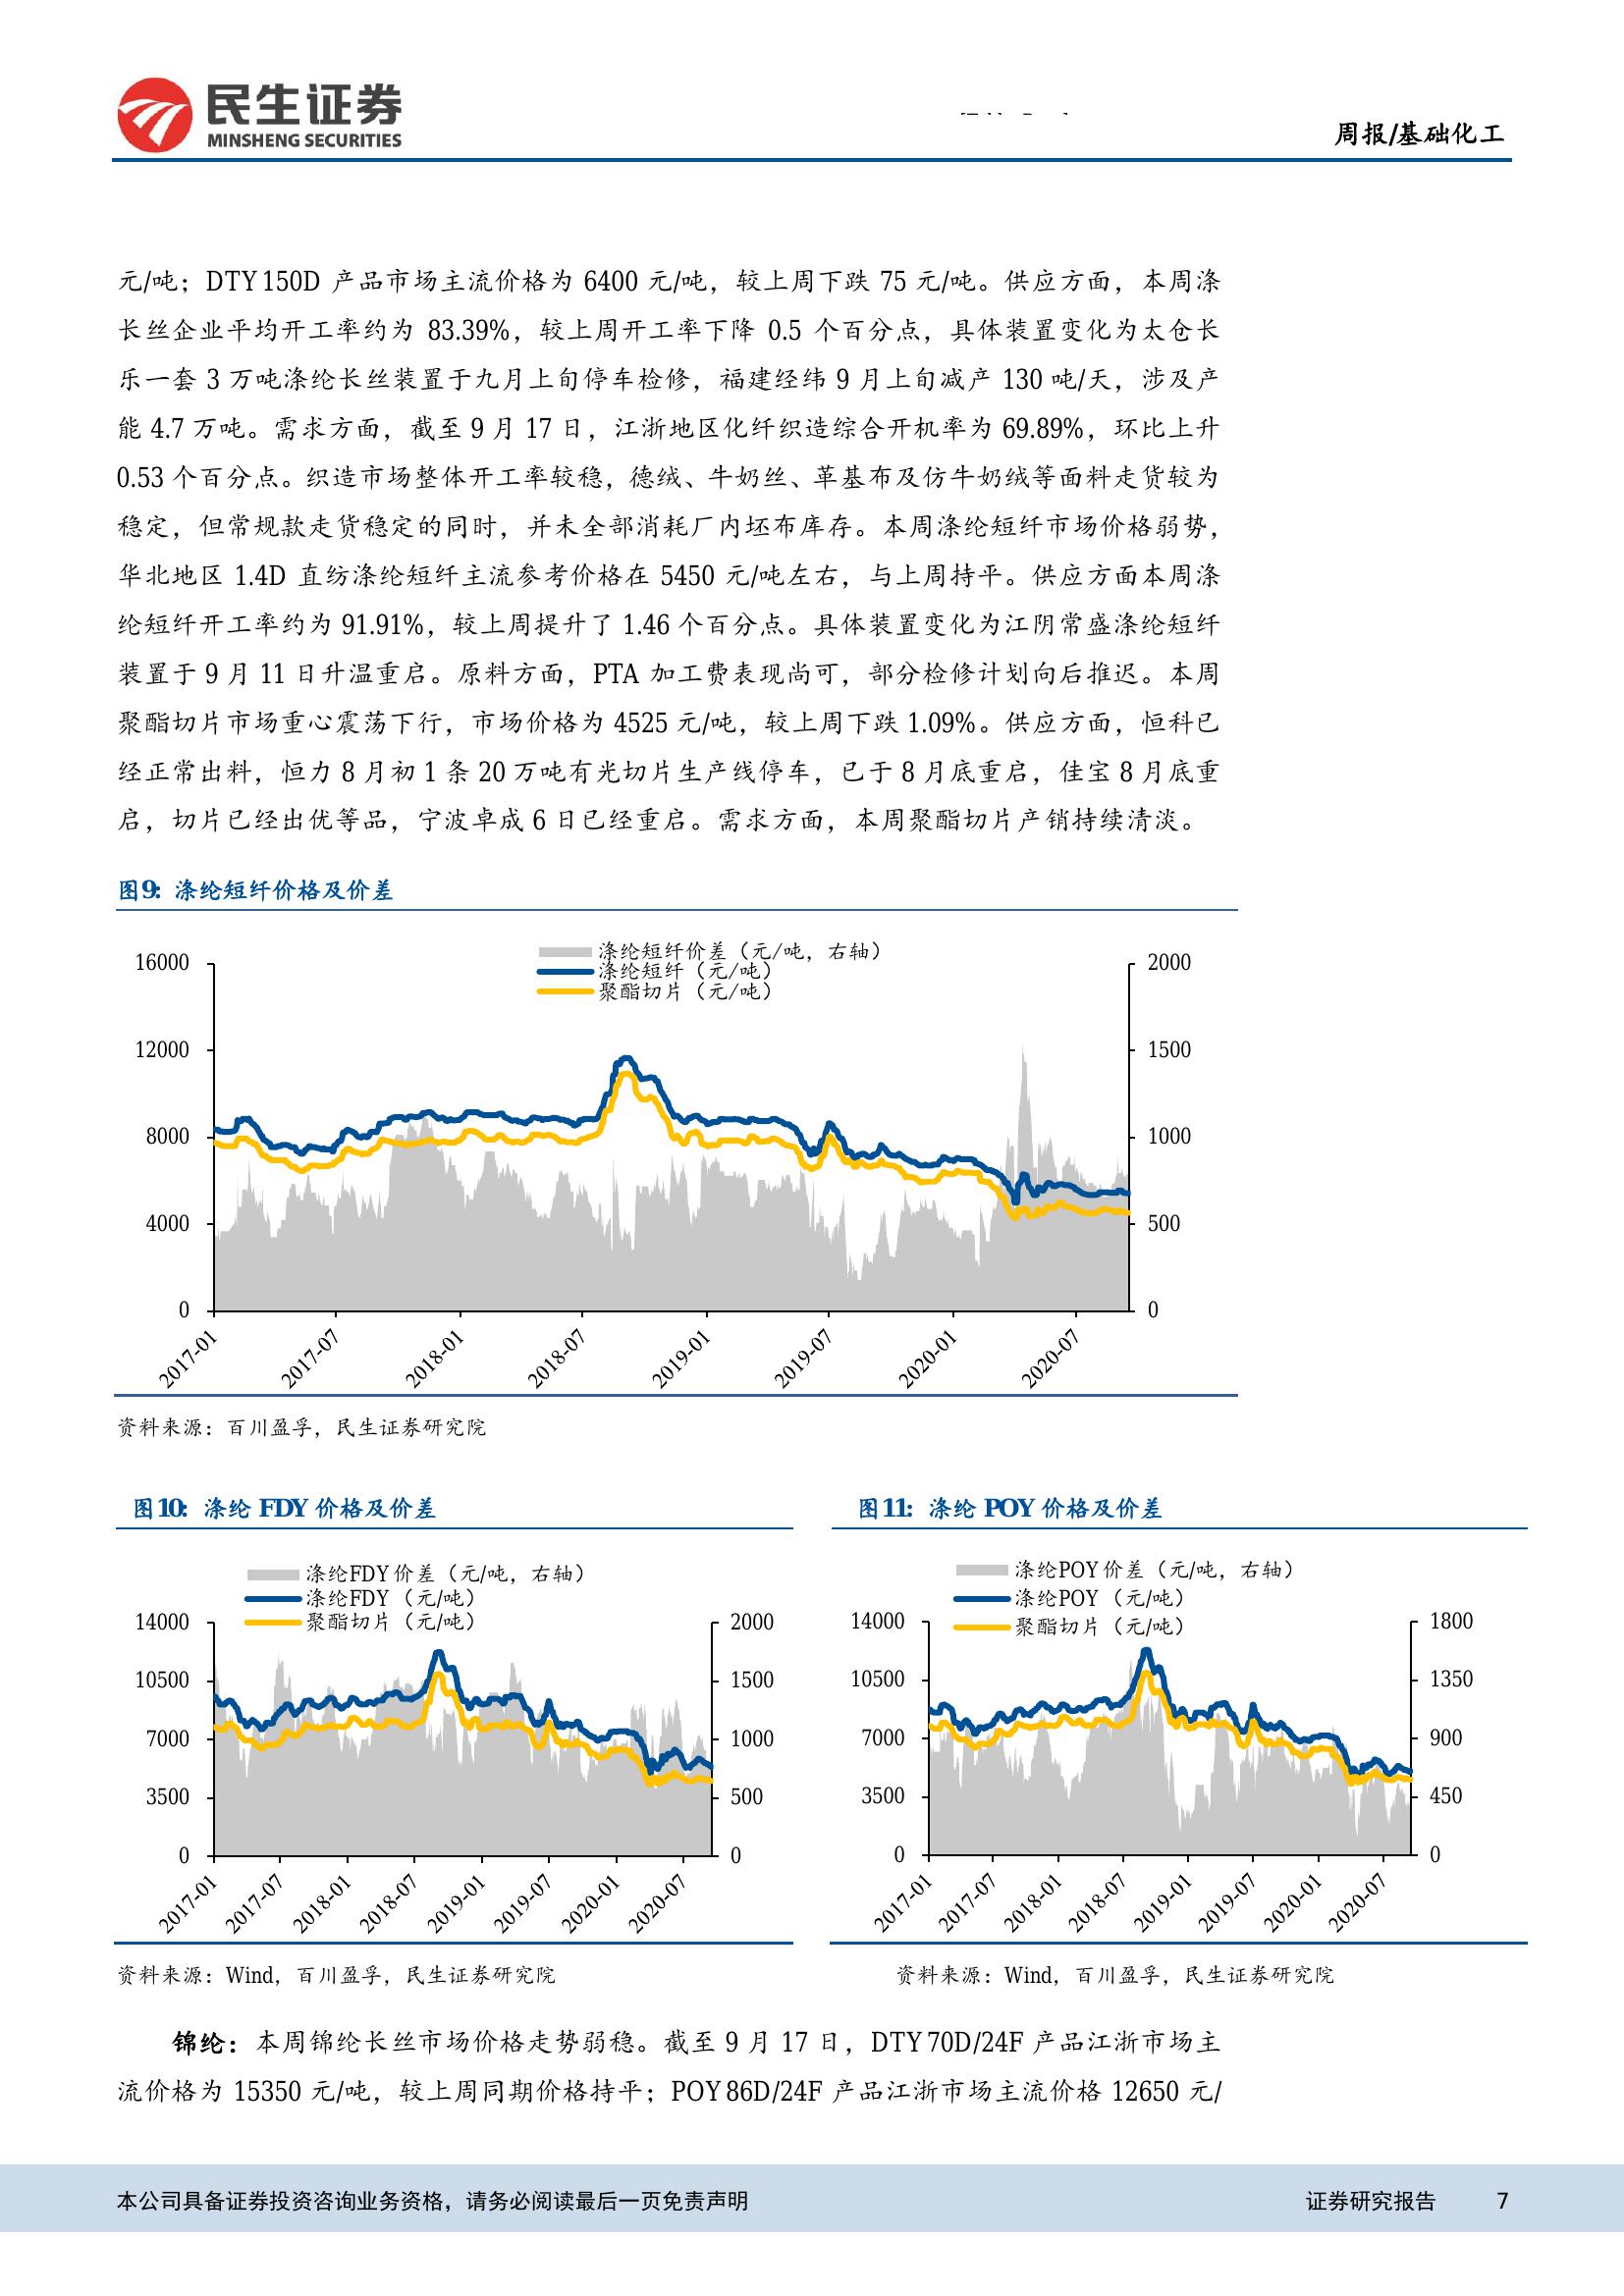 民生证券
MINSHENG SECURITIES
周报/基础化工
元/吨；DTY 150D 产品市场主流价格为 6400 元/吨，较上周下跌 75 元/吨。供应方面，本周涤
长丝企业平均开工率约为 83.39%，较上周开工率下降 0.5 个百分点，具体装置变化为太仓长
乐一套 3 万吨涤纶长丝装置于九月上旬停车检修，福建经纬 9 月上旬减产 130 吨/天，涉及产
能 4.7 万吨。需求方面，截至 9 月 17 日，江浙地区化纤织造综合开机率为 69.89%，环比上升
0.53 个百分点。织造市场整体开工率较稳，德绒、牛奶丝、革基布及仿牛奶绒等面料走货较为
稳定，但常规款走货稳定的同时，并未全部消耗厂内坯布库存。本周涤纶短纤市场价格弱势，
华北地区 1.4D 直纺涤纶短纤主流参考价格在 5450 元/吨左右，与上周持平。供应方面本周涤
纶短纤开工率约为 91.91%，较上周提升了 1.46 个百分点。具体装置变化为江阴常盛涤纶短纤
装置于 9 月 11 日升温重启。原料方面，PTA 加工费表现尚可，部分检修计划向后推迟。本周
聚酯切片市场重心震荡下行，市场价格为 4525 元/吨，较上周下跌 1.09%。供应方面，恒科已
经正常出料，恒力 8 月初 1 条 20 万吨有光切片生产线停车，已于 8 月底重启，佳宝 8 月底重
启，切片已经出优等品，宁波卓成 6 日已经重启。需求方面，本周聚酯切片产销持续清淡。
图9: 涤纶短纤价格及价差
涤纶短纤价差（元/吨，右轴）
涤纶短纤（元/吨）
聚酯切片（元/吨）
16000 2000
12000 1500
8000 1000
4000 500
0 0
2017-01 2017-07 2018-01 2018-07 2019-01 2019-07 2020-01 2020-07
资料来源：百川盈孚，民生证券研究院
图10: 涤纶 FDY 价格及价差
涤纶FDY价差（元/吨，右轴）
涤纶FDY（元/吨）
聚酯切片（元/吨）
14000 2000
10500 1500
7000 1000
3500 500
0 0
2017-01 2017-07 2018-01 2018-07 2019-01 2019-07 2020-01 2020-07
资料来源：Wind，百川盈孚，民生证券研究院
图11: 涤纶 POY 价格及价差
涤纶POY价差（元/吨，右轴）
涤纶POY（元/吨）
聚酯切片（元/吨）
14000 1800
10500 1350
7000 900
3500 450
0 0
2017-01 2017-07 2018-01 2018-07 2019-01 2019-07 2020-01 2020-07
资料来源：Wind，百川盈孚，民生证券研究院
锦纶：本周锦纶长丝市场价格走势弱稳。截至 9 月 17 日，DTY 70D/24F 产品江浙市场主
流价格为 15350 元/吨，较上周同期价格持平；POY 86D/24F 产品江浙市场主流价格 12650 元/
本公司具备证券投资咨询业务资格，请务必阅读最后一页免责声明 证券研究报告 7